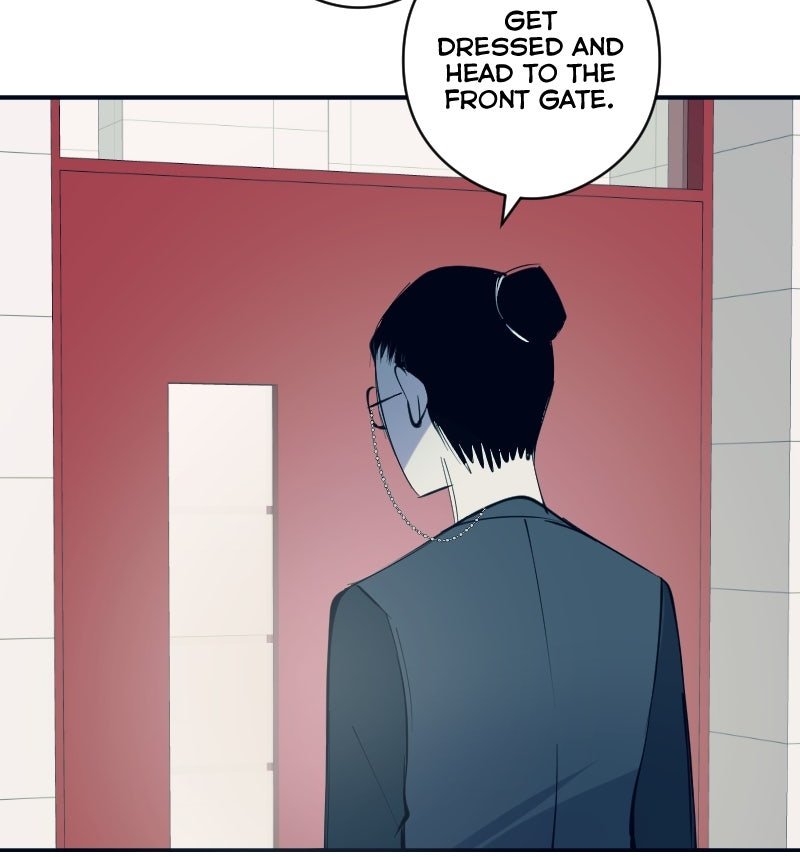 GET
DRESSED AND
HEAD TO THE
FRONT GATE.